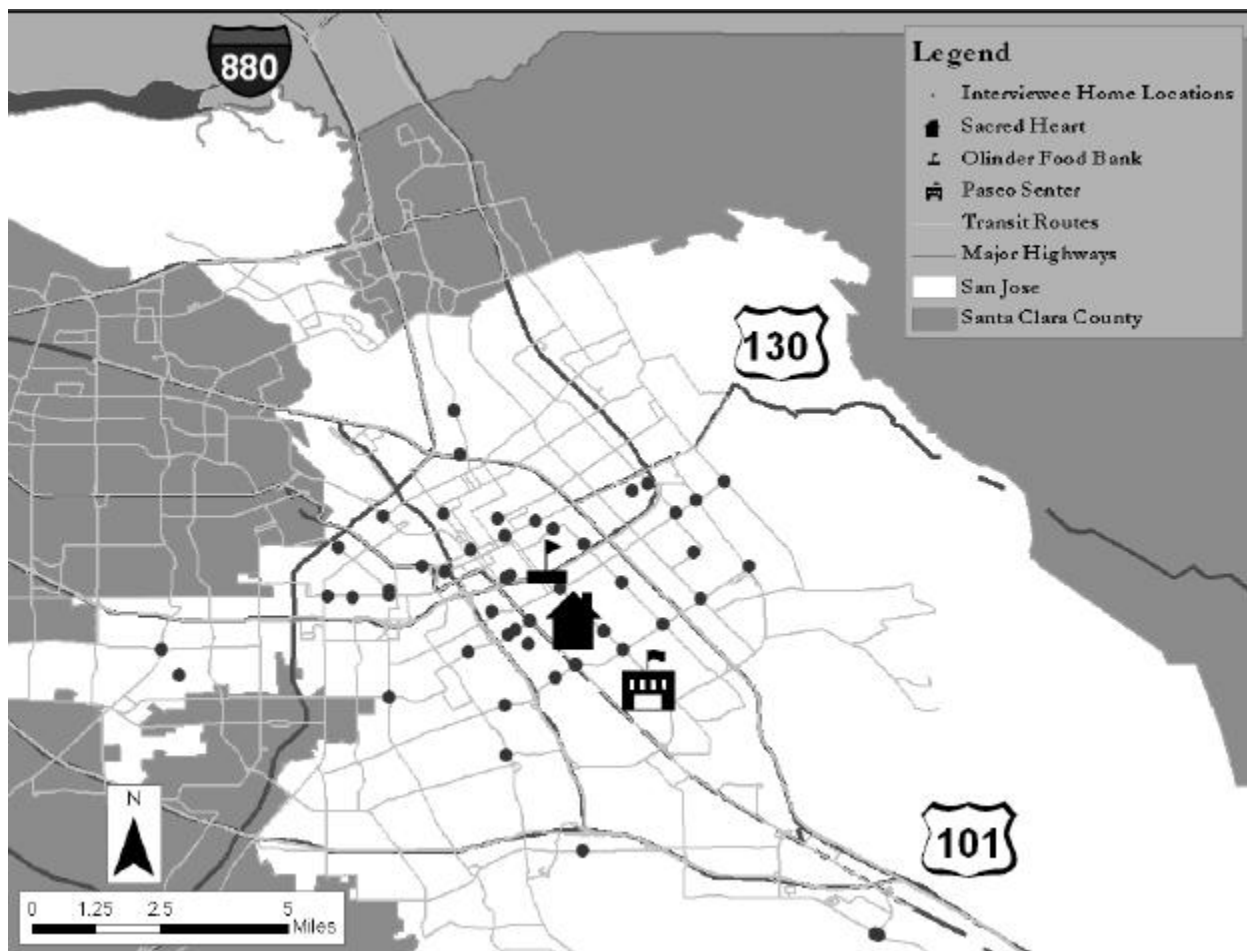 880
Legend
Interviewee Home Locations
Sacred Heart
Olinder Food Bank
Paseo Senter
Transit Routes
Major Highways
San Jose
Santa Clara County
130
101
N
0 1.25 2.5 5
Miles